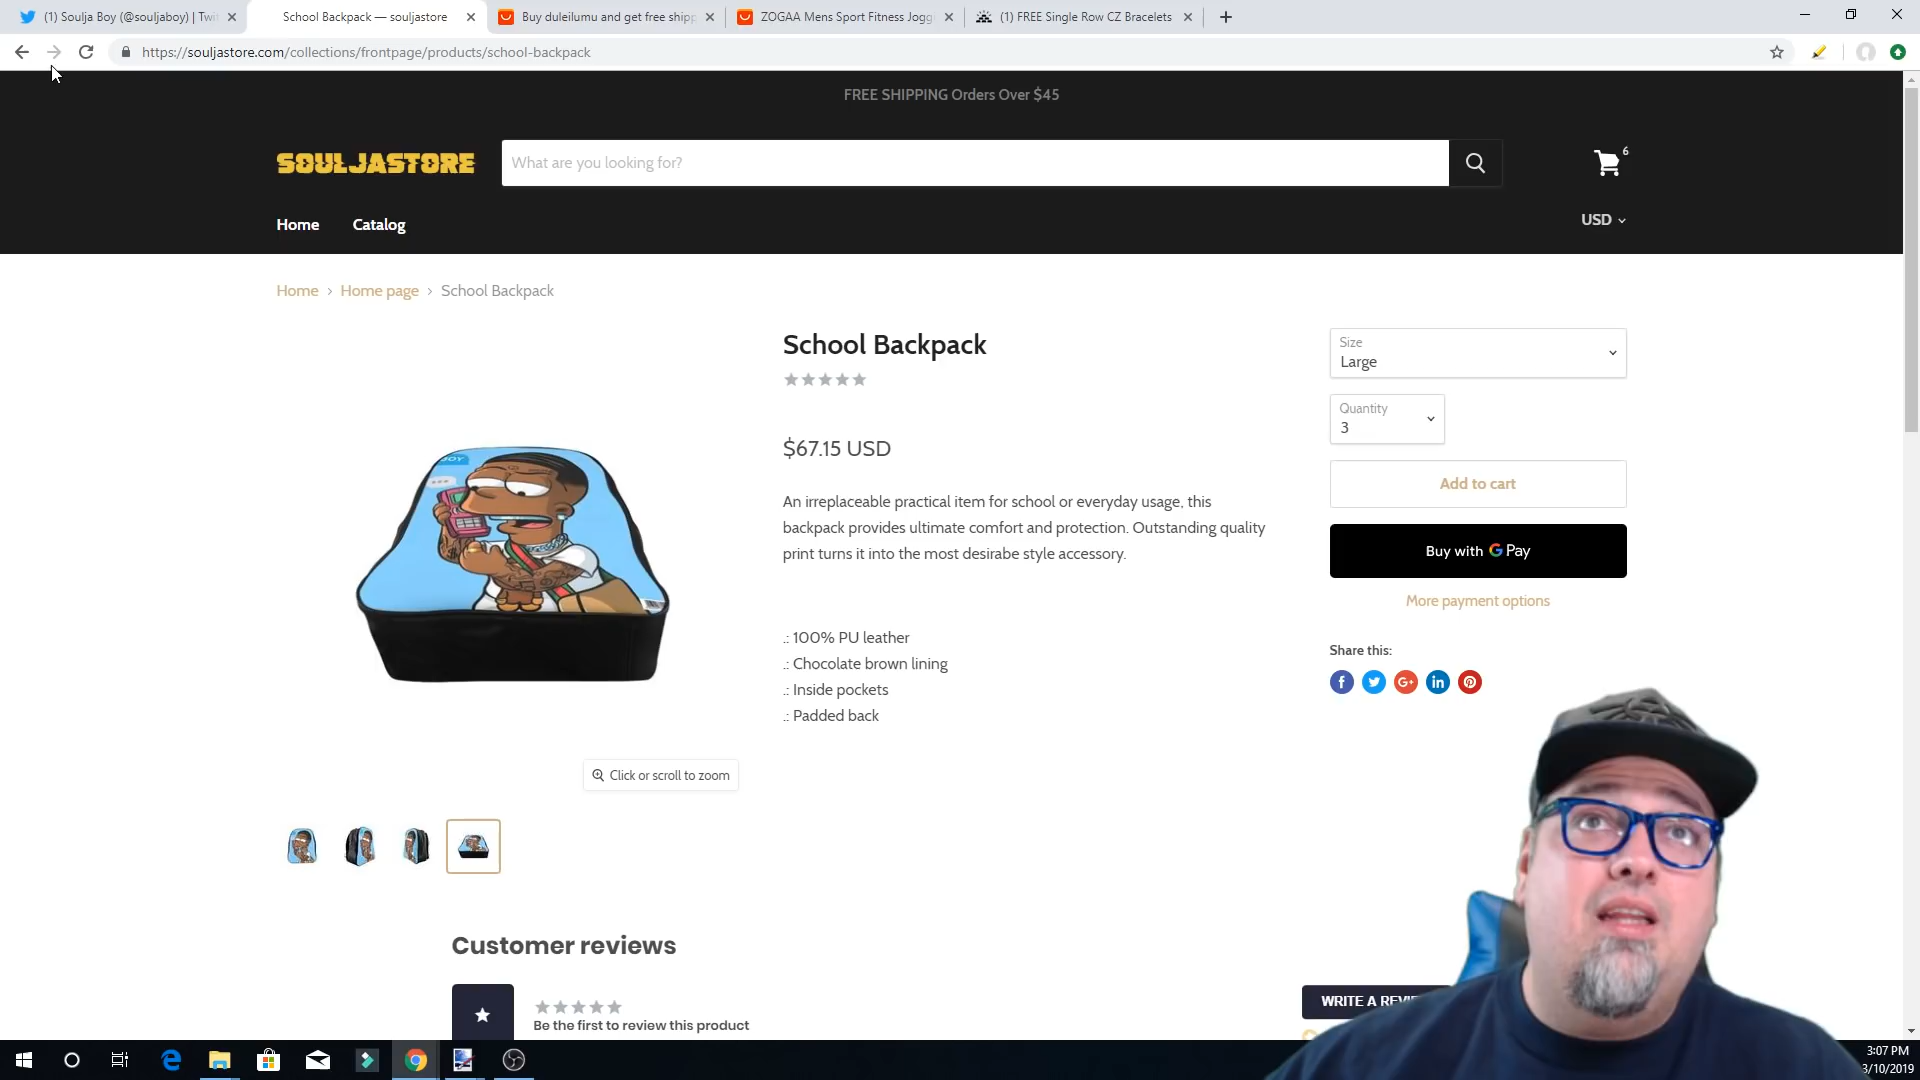 (1) Soulja Boy (@souljaboy) | Twit
School Backpack — souljastore
Buy duleilumu and get free shipp
ZOGAA Mens Sport Fitness Jogg
(1) FREE Single Row CZ Bracelets
https://souljastore.com/collections/frontpage/products/school-backpack
FREE SHIPPING Orders Over $45
SOULJASTORE
What are you looking for?
6
Home
Catalog
USD
Home › Home page › School Backpack
School Backpack
Size
Large
Quantity
3
$67.15 USD
Add to cart
An irreplaceable practical item for school or everyday usage, this
backpack provides ultimate comfort and protection. Outstanding quality
print turns it into the most desirabe style accessory.
Buy with G Pay
More payment options
.: 100% PU leather
.: Chocolate brown lining
.: Inside pockets
.: Padded back
Share this:
Click or scroll to zoom
Customer reviews
Be the first to review this product
WRITE A REVIE
3:07 PM
3/10/2019